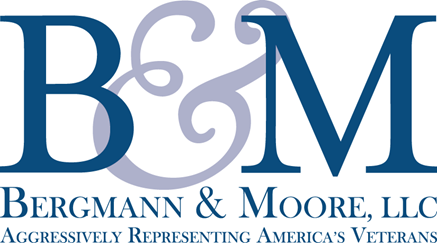 B&M
BERGMANN & MOORE, LLC
AGGRESSIVELY REPRESENTING AMERICA'S VETERANS